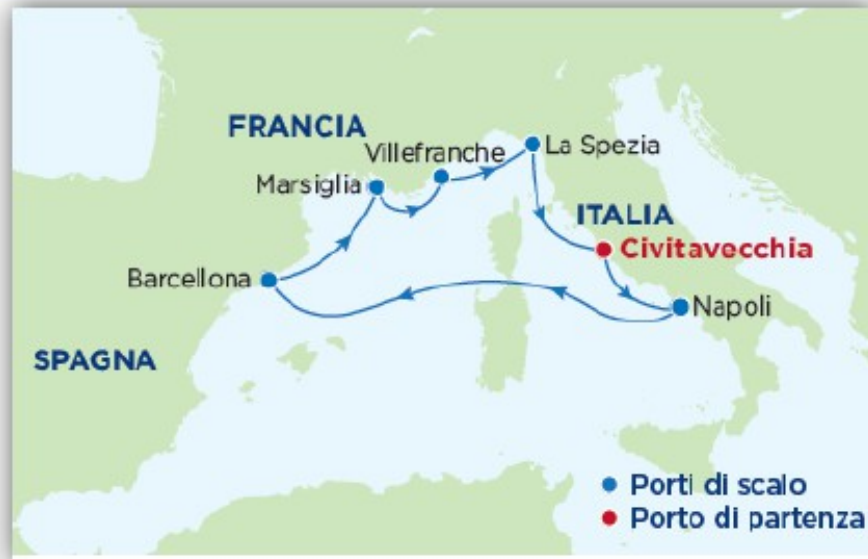 FRANCIA
Villefranche
La Spezia
Marsiglia
ITALIA
Civitavecchia
Barcellona
Napoli
SPAGNA
Porti di scalo
Porto di partenza